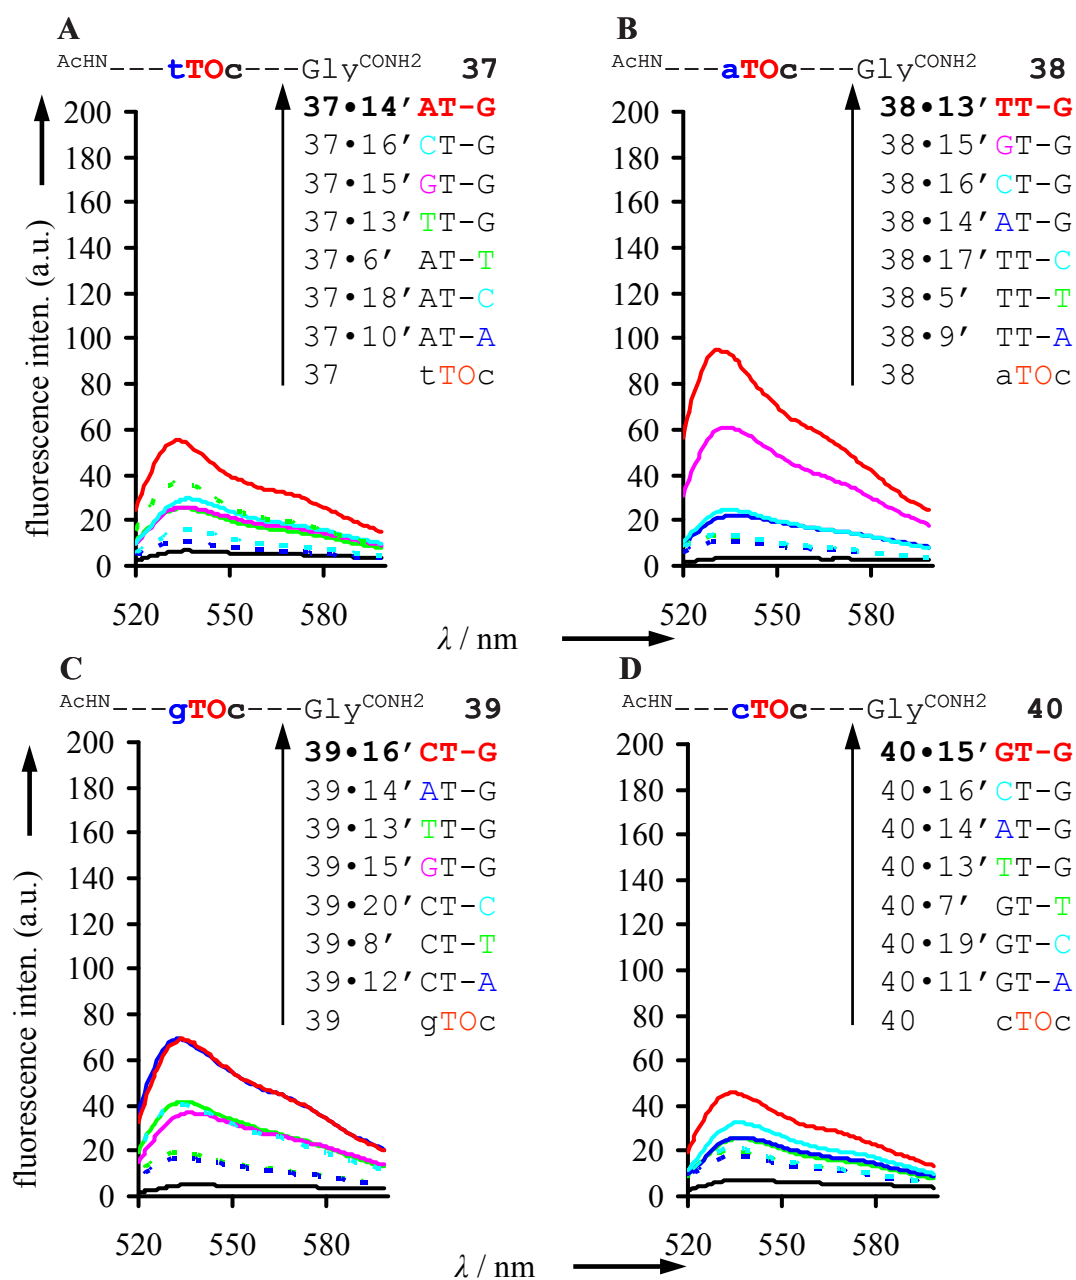 A
AcHN---tTOc---GlyCONH2 37
37•14′ AT-G
37•16′ CT-G
37•15′ GT-G
37•13′ TT-G
37•6′ AT-T
37•18′ AT-C
37•10′ AT-A
37 tTOc
200
180
160
140
120
100
80
60
40
20
0
fluorescence inten. (a.u.)
520 550 580
B
AcHN---aTOc---GlyCONH2 38
38•13′ TT-G
38•15′ GT-G
38•16′ CT-G
38•14′ AT-G
38•17′ TT-C
38•5′ TT-T
38•9′ TT-A
38 aTOc
200
180
160
140
120
100
80
60
40
20
0
520 550 580
λ / nm
C
AcHN---gTOc---GlyCONH2 39
39•16′ CT-G
39•14′ AT-G
39•13′ TT-G
39•15′ GT-G
39•20′ CT-C
39•8′ CT-T
39•12′ CT-A
39 gTOc
200
180
160
140
120
100
80
60
40
20
0
fluorescence inten. (a.u.)
520 550 580
D
AcHN---cTOc---GlyCONH2 40
40•15′ GT-G
40•16′ CT-G
40•14′ AT-G
40•13′ TT-G
40•7′ GT-T
40•19′ GT-C
40•11′ GT-A
40 cTOc
200
180
160
140
120
100
80
60
40
20
0
520 550 580
λ / nm